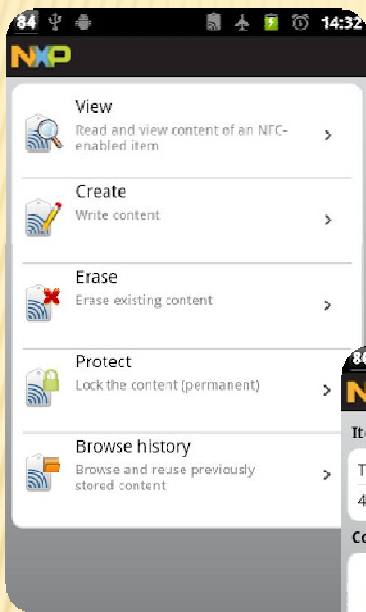 84 14:32
NXP
View
Read and view content of an NFC-
enabled item
Create
Write content
Erase
Erase existing content
Protect
Lock the content (permanent)
Browse history
Browse and reuse previously
stored content